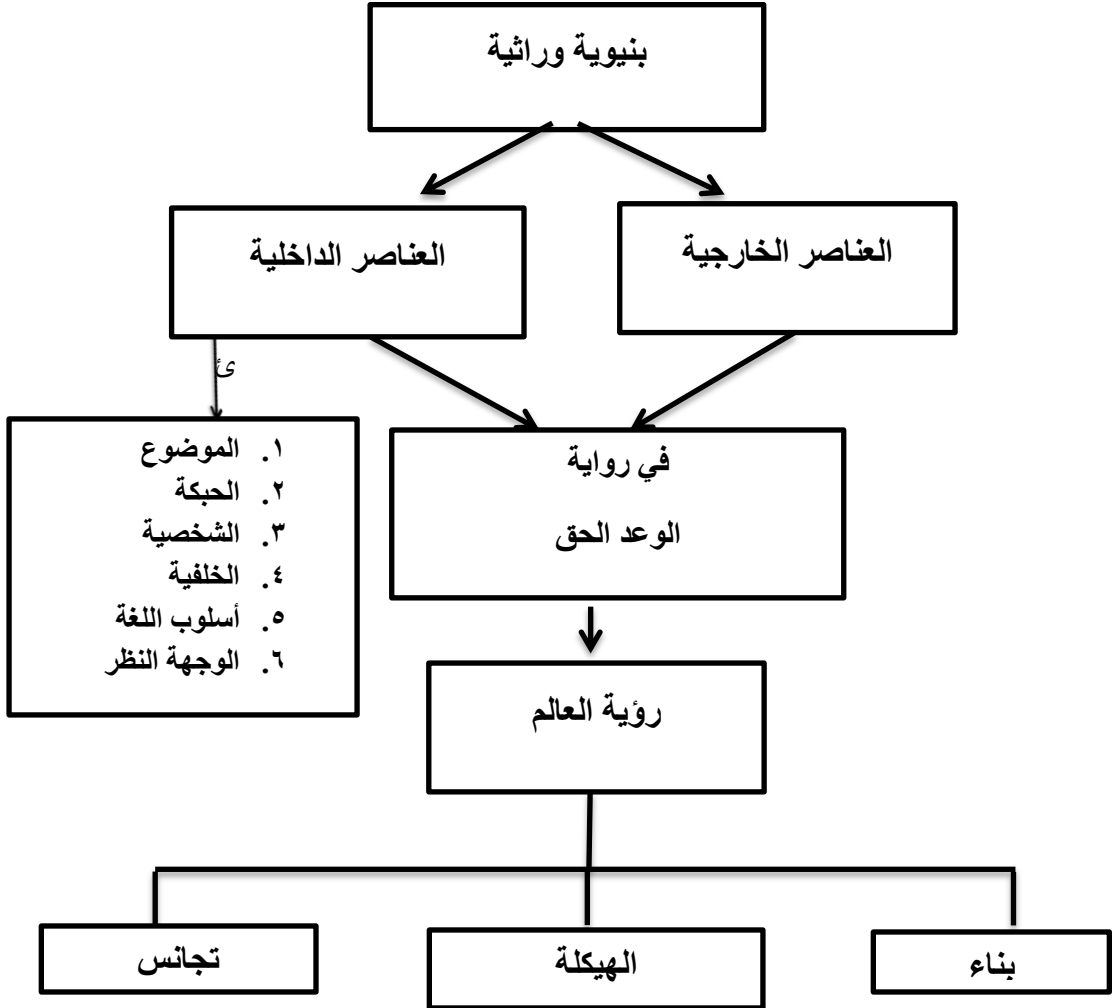 بنيوية وراثية
العناصر الخارجية
العناصر الداخلية
ئ
١. الموضوع
٢. الحبكة
٣. الشخصية
٤. الخلفية
٥. أسلوب اللغة
٦. الوجهة النظر
في رواية
الوعد الحق
رؤية العالم
بناء
الهيكلة
تجانس